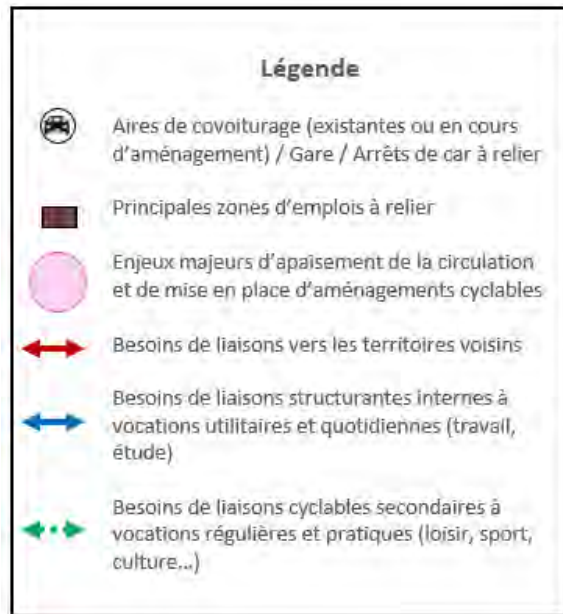 Légende
Aires de covoiturage (existantes ou en cours
d'aménagement) / Gare / Arrêts de car à relier
Principales zones d'emplois à relier
Enjeux majeurs d'apaisement de la circulation
et de mise en place d'aménagements cyclables
Besoins de liaisons vers les territoires voisins
Besoins de liaisons structurantes internes à
vocations utilitaires et quotidiennes (travail,
étude)
Besoins de liaisons cyclables secondaires à
vocations régulières et pratiques (loisir, sport,
culture...)